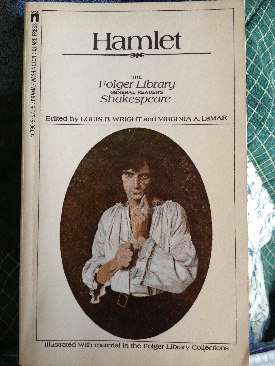 Hamlet
THE
Folger Library
GENERAL READER'S
Shakespeare
Edited by LOUIS B. WRIGHT and VIRGINIA A. LaMAR
Illustrated with material in the Folger Library Collections